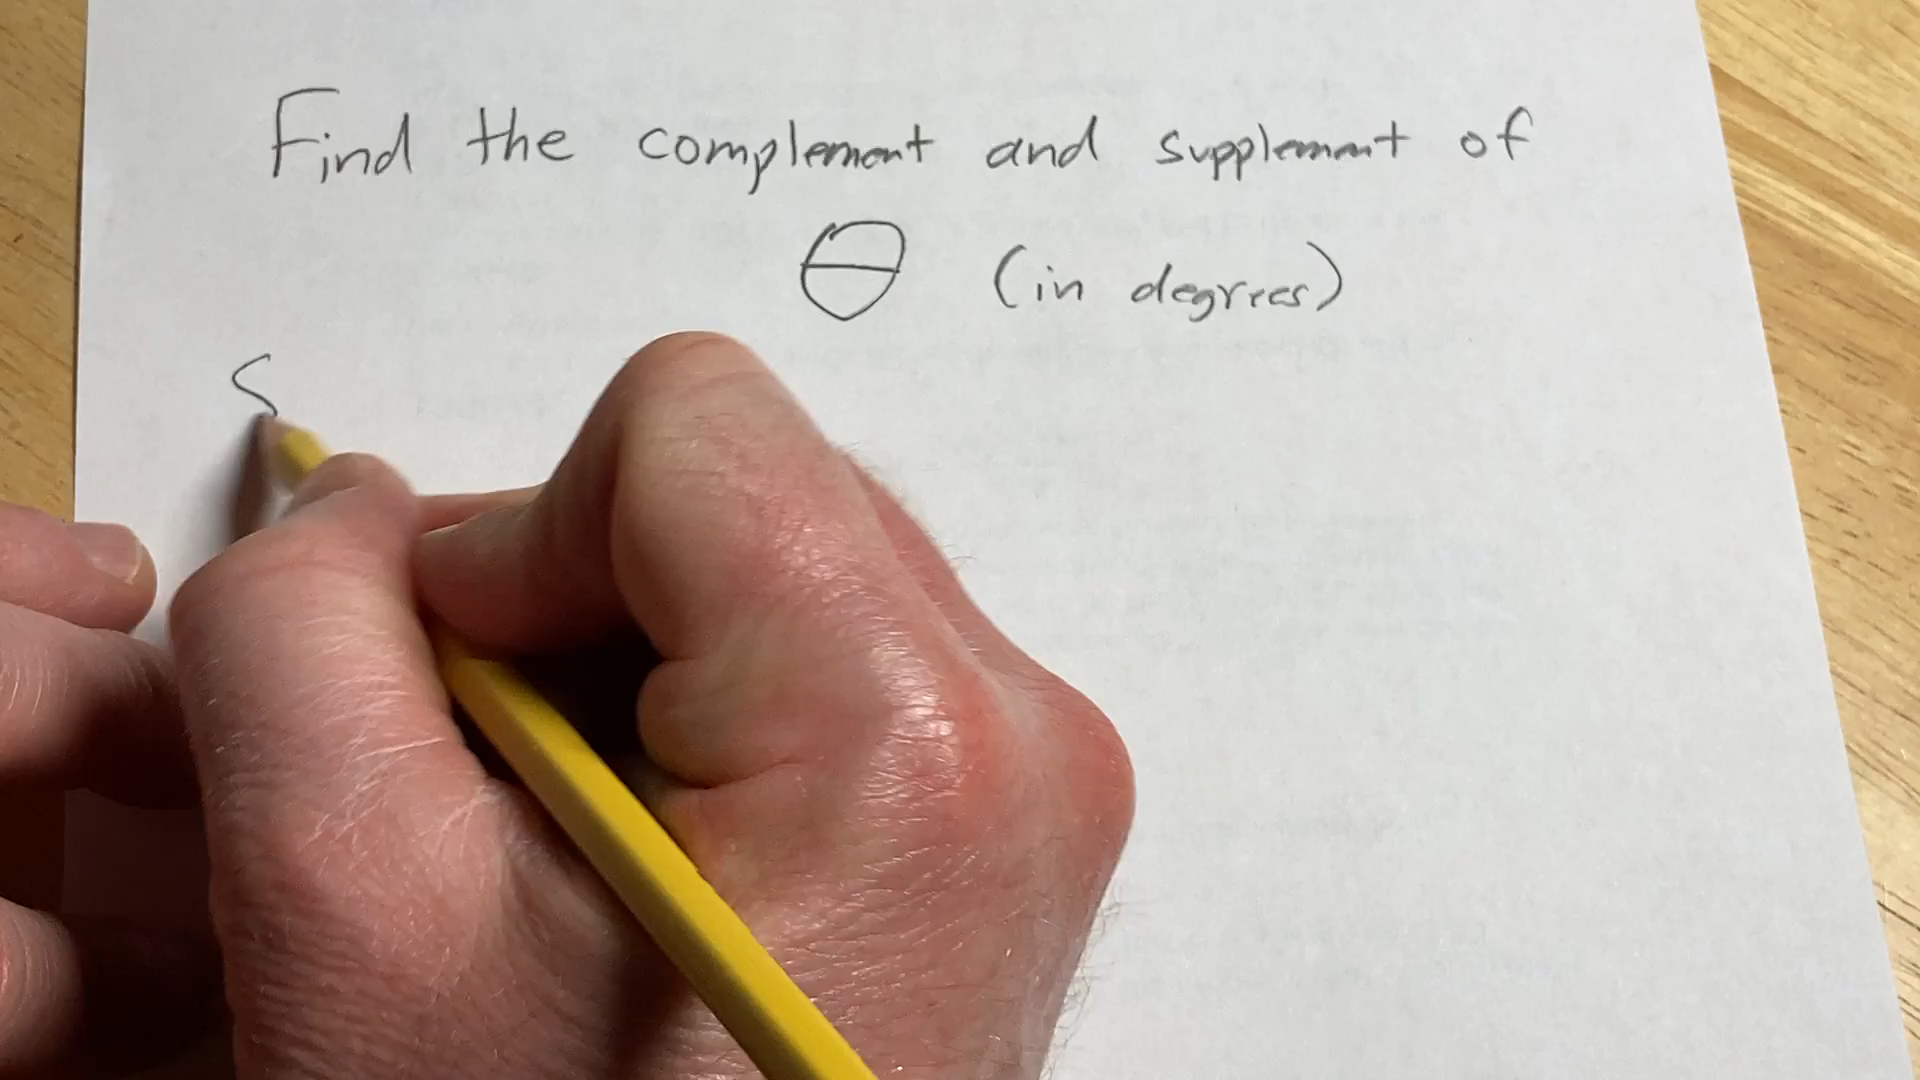 Find the complement and supplement of
θ (in degrees)
S